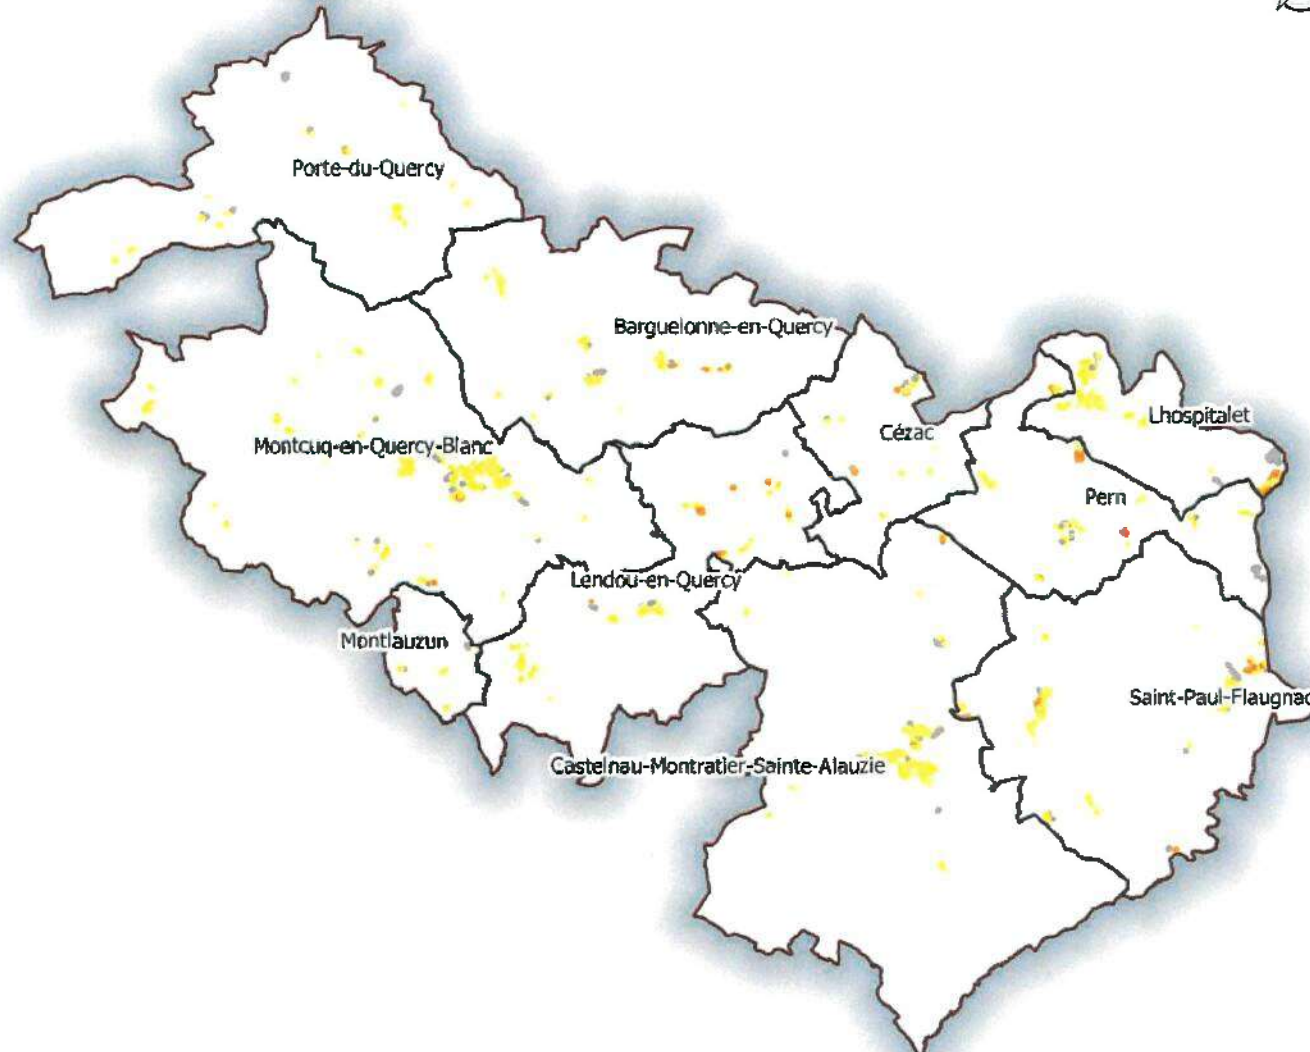 Porte-du-Quercy
Barguelonne-en-Quercy
Lhospitalet
Cézac
Montcuq-en-Quercy-Blanc
Pern
Lendou-en-Quercy
Montlauzun
Saint-Paul-Flaugnac
Castelnau-Montratier-Sainte-Alauzie